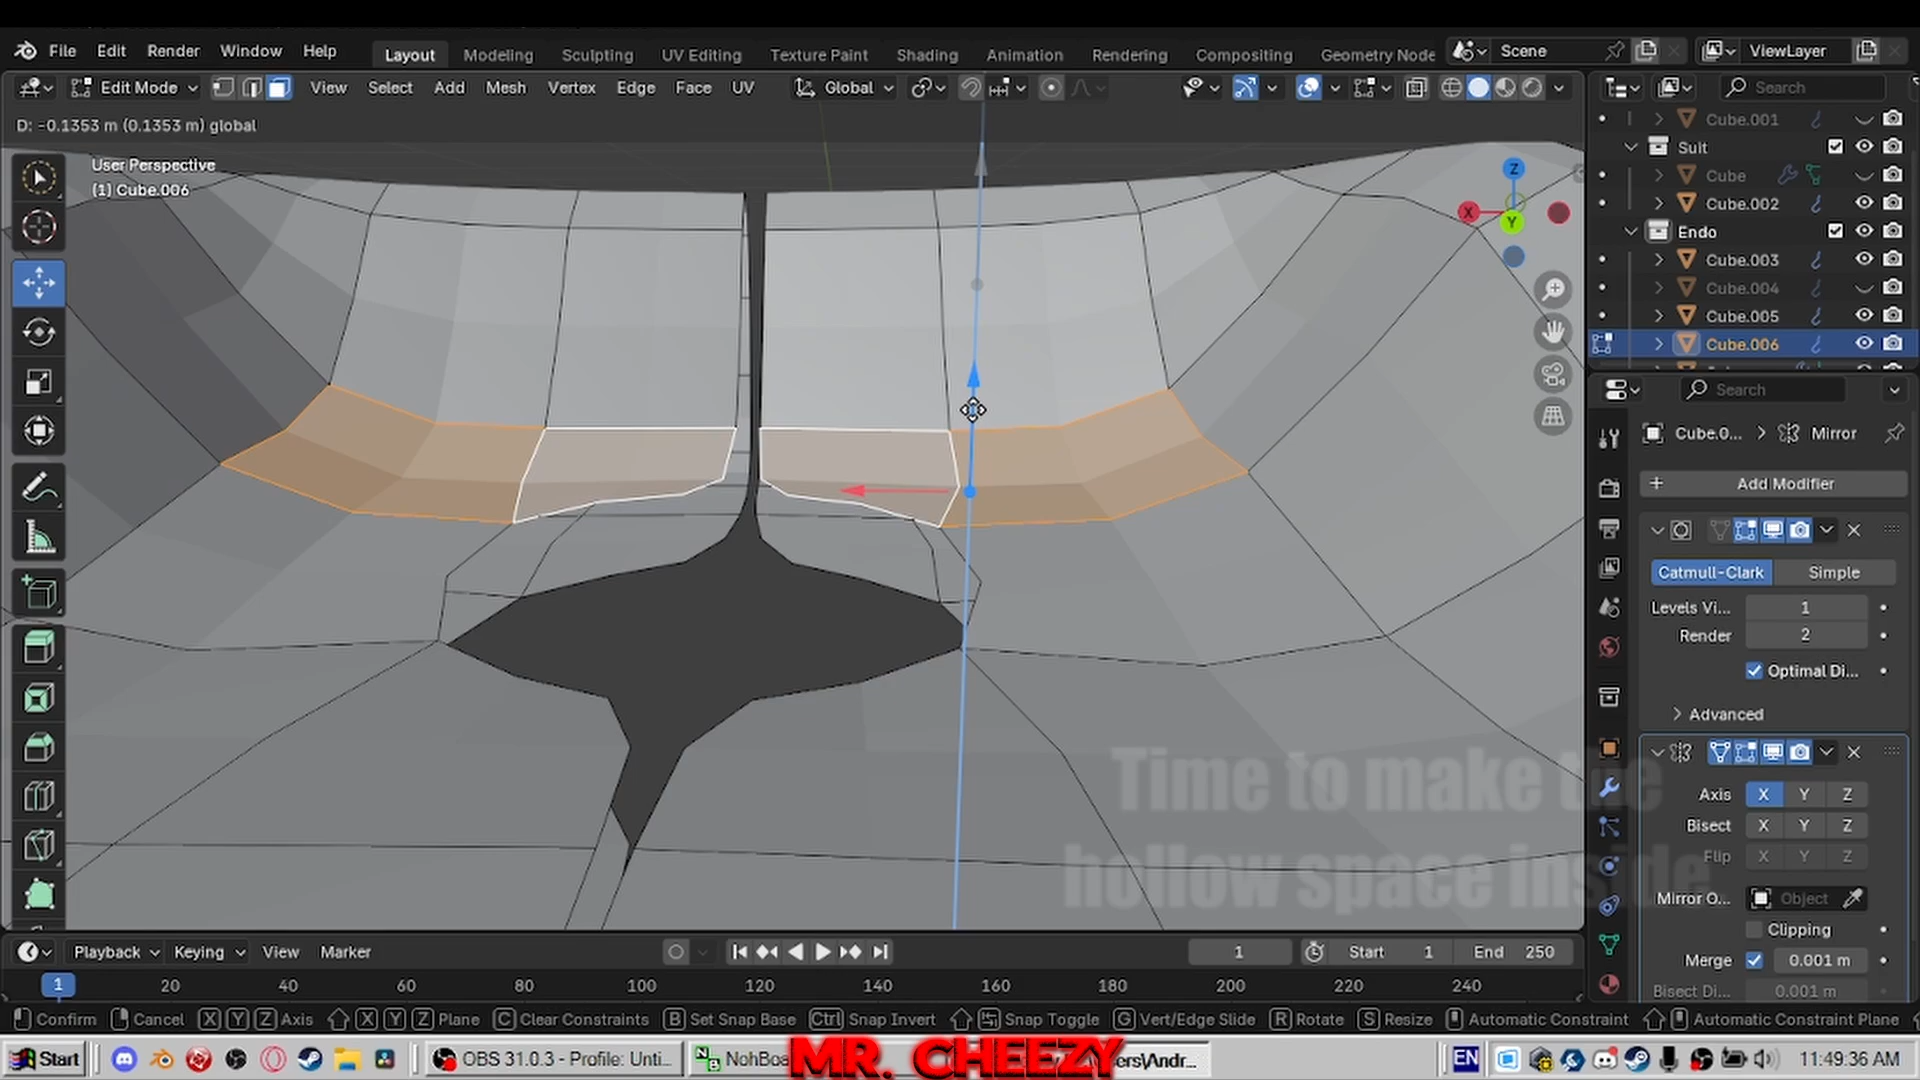 File Edit Render Window Help Layout Modeling Sculpting UV Editing Texture Paint Shading Animation Rendering Compositing Geometry Node Scene ViewLayer
Edit Mode View Select Add Mesh Vertex Edge Face UV Global Search
D: -0.1353 m (0.1353 m) global
Cube.001
Suit
User Perspective
(1) Cube.006
Cube
Cube.002
Endo
Cube.003
Cube.004
Cube.005
Cube.006
Search
Cube.0... > Mirror
Add Modifier
Catmull-Clark Simple
Levels Vi... 1
Render 2
Optimal Di...
Advanced
Axis X Y Z
Bisect X Y Z
Flip X Y Z
Mirror O... Object
Clipping
Merge 0.001 m
Bisect Di... 0.001 m
Z
X
Y
Time to make the
hollow space inside.
Playback Keying View Marker 1 Start 1 End 250
1 20 40 60 80 100 120 140 160 180 200 220 240
Confirm Cancel X Y Z Axis X Y Z Plane C Clear Constraints B Set Snap Base Ctrl Snap Invert Snap Toggle G Vert/Edge Slide R Rotate S Resize Automatic Constraint Automatic Constraint Plane
Start OBS 31.0.3 - Profile: Unti... NohBoa ers\Andr... EN 11:49:36 AM
MR. CHEEZY